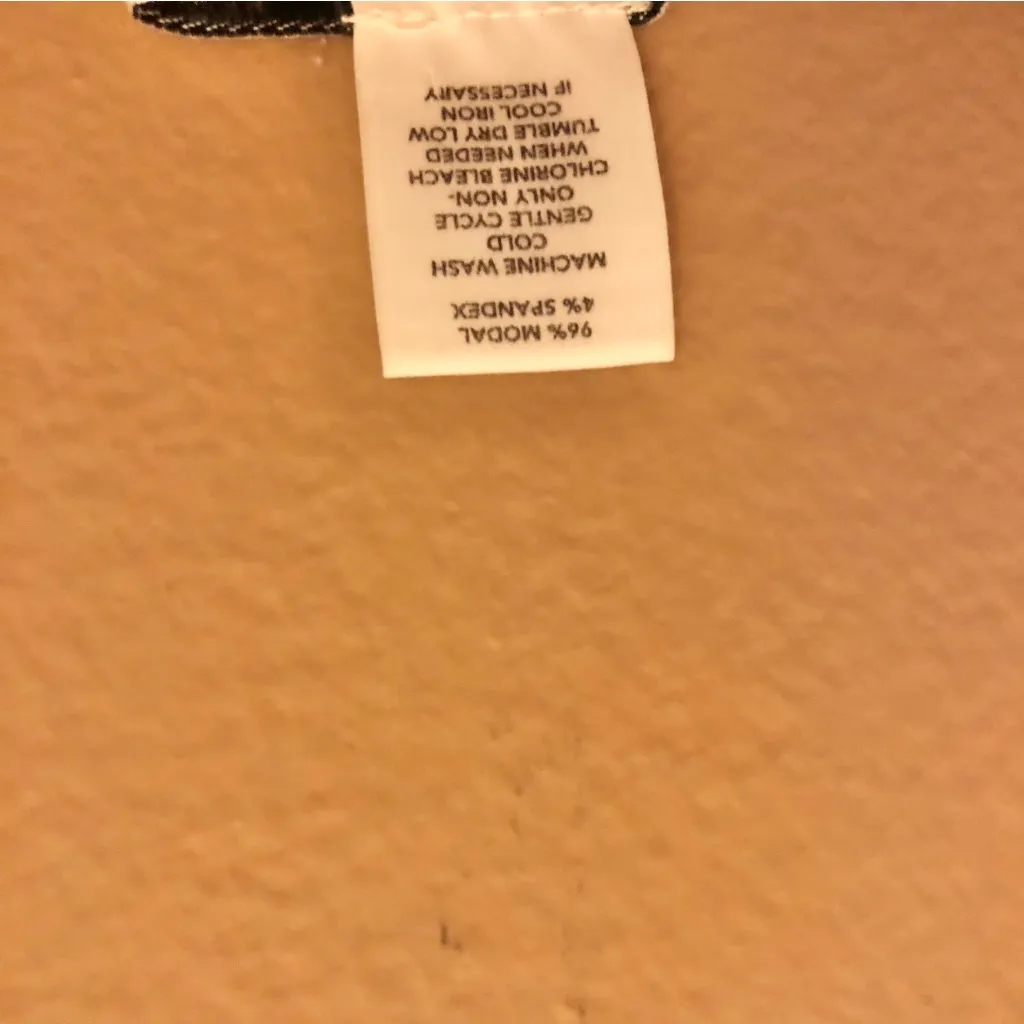 96% MODAL
4% SPANDEX
MACHINE WASH
COLD
GENTLE CYCLE
ONLY NON-
CHLORINE BLEACH
WHEN NEEDED
TUMBLE DRY LOW
COOL IRON
IF NECESSARY